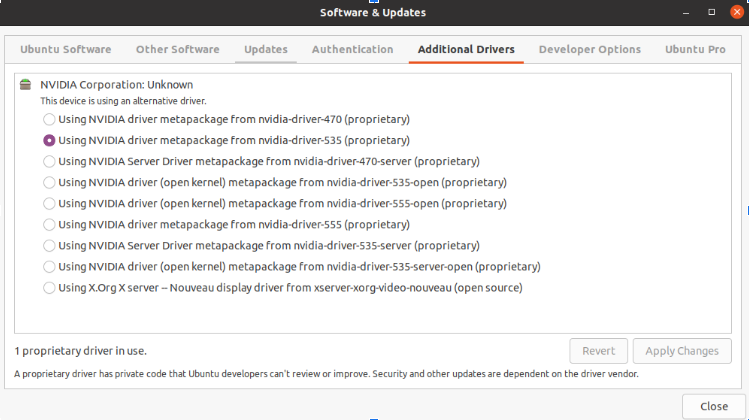 Software & Updates
Ubuntu Software Other Software Updates Authentication Additional Drivers Developer Options Ubuntu Pro
NVIDIA Corporation: Unknown
This device is using an alternative driver.
Using NVIDIA driver metapackage from nvidia-driver-470 (proprietary)
Using NVIDIA driver metapackage from nvidia-driver-535 (proprietary)
Using NVIDIA Server Driver metapackage from nvidia-driver-470-server (proprietary)
Using NVIDIA driver (open kernel) metapackage from nvidia-driver-535-open (proprietary)
Using NVIDIA driver (open kernel) metapackage from nvidia-driver-555-open (proprietary)
Using NVIDIA driver metapackage from nvidia-driver-555 (proprietary)
Using NVIDIA Server Driver metapackage from nvidia-driver-535-server (proprietary)
Using NVIDIA driver (open kernel) metapackage from nvidia-driver-535-server-open (proprietary)
Using X.Org X server -- Nouveau display driver from xserver-xorg-video-nouveau (open source)
1 proprietary driver in use.
Revert Apply Changes
A proprietary driver has private code that Ubuntu developers can't review or improve. Security and other updates are dependent on the driver vendor.
Close